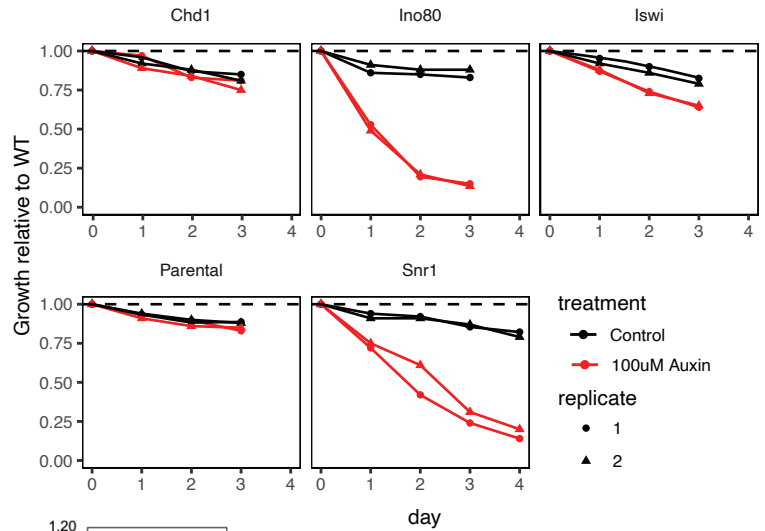 Chd1
Ino80
Iswi
1.00
0.75
0.50
0.25
0.00
0 1 2 3 4
0 1 2 3 4
0 1 2 3 4
Growth relative to WT
Parental
Snr1
1.00
0.75
0.50
0.25
0.00
0 1 2 3 4
0 1 2 3 4
day
treatment
Control
100uM Auxin
replicate
1
2
1.20